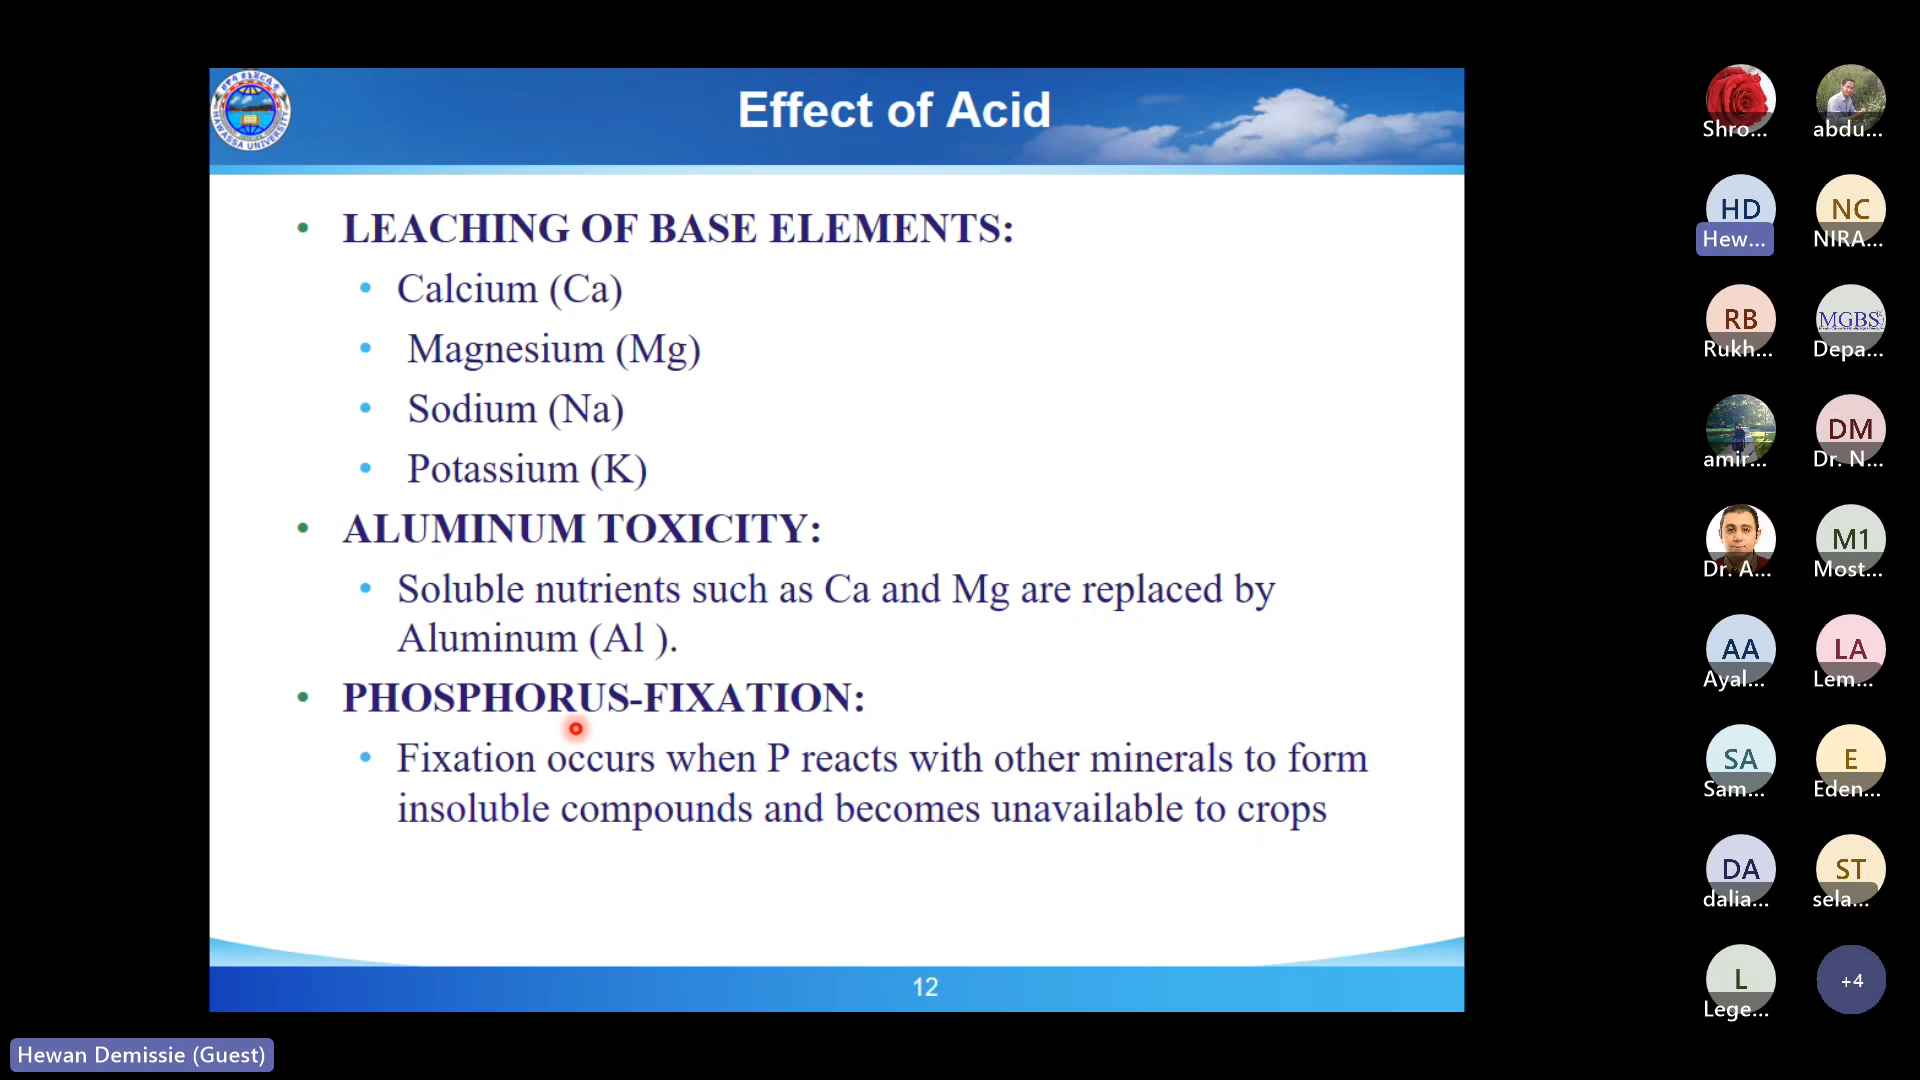 Effect of Acid
• LEACHING OF BASE ELEMENTS:
• Calcium (Ca)
• Magnesium (Mg)
• Sodium (Na)
• Potassium (K)
• ALUMINUM TOXICITY:
• Soluble nutrients such as Ca and Mg are replaced by
Aluminum (Al ).
• PHOSPHORUS-FIXATION:
• Fixation occurs when P reacts with other minerals to form
insoluble compounds and becomes unavailable to crops
12
HAWASSA UNIVERSITY
Shro...
abdu...
HD
Hew...
NC
NIRA...
RB
Rukh...
MGBS
Depa...
amir...
DM
Dr. N...
Dr. A...
M1
Most...
AA
Ayal...
LA
Lem...
SA
Sam...
E
Eden...
DA
dalia...
ST
sela...
L
Lege...
+4
Hewan Demissie (Guest)